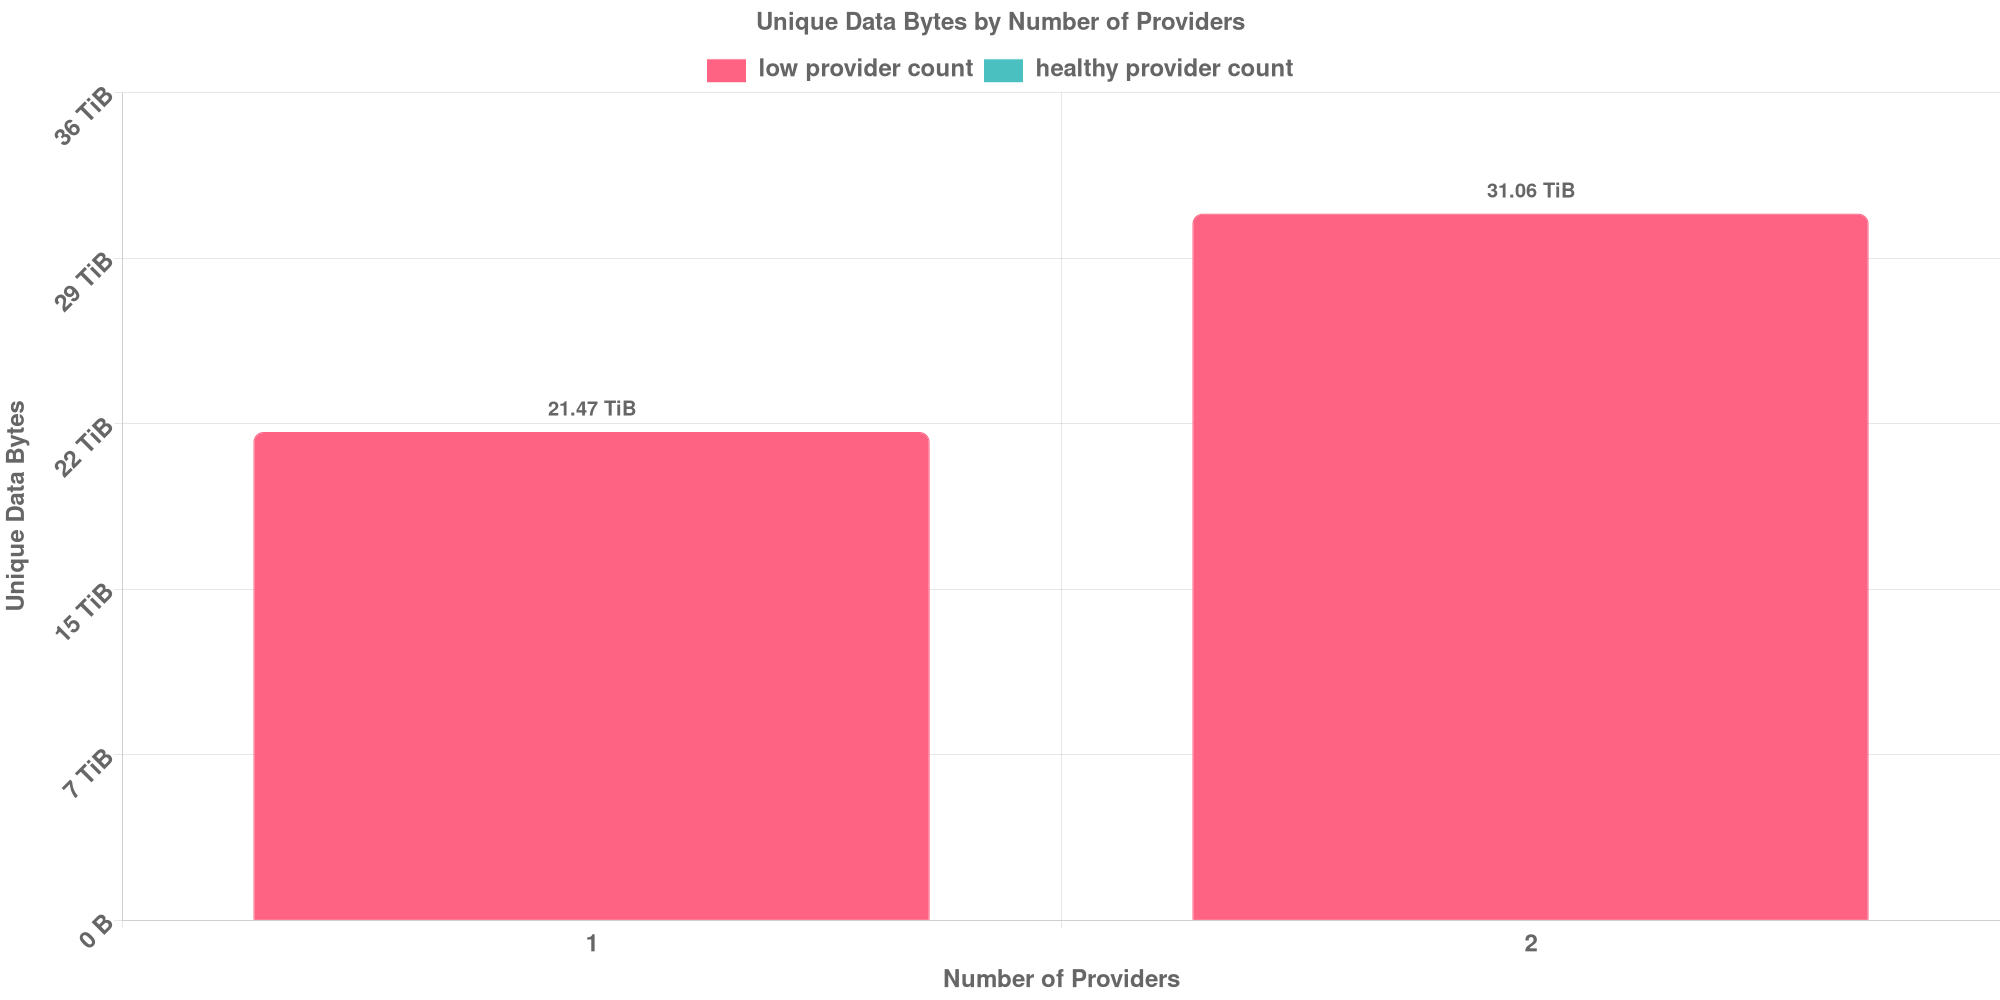 Unique Data Bytes by Number of Providers
low provider count healthy provider count
36 TiB
29 TiB
22 TiB
15 TiB
7 TiB
0 B
Unique Data Bytes
21.47 TiB
31.06 TiB
1 2
Number of Providers